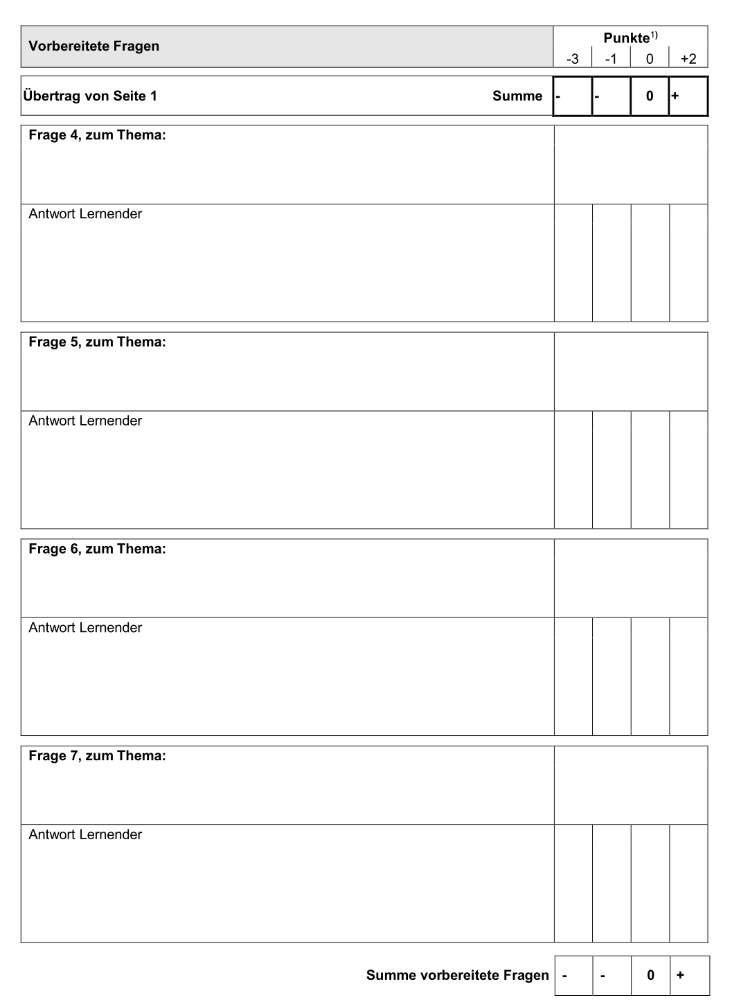 Vorbereitete Fragen
Punkte1)
-3 -1 0 +2
Übertrag von Seite 1 Summe - - 0 +
Frage 4, zum Thema:
Antwort Lernender
Frage 5, zum Thema:
Antwort Lernender
Frage 6, zum Thema:
Antwort Lernender
Frage 7, zum Thema:
Antwort Lernender
Summe vorbereitete Fragen - - 0 +